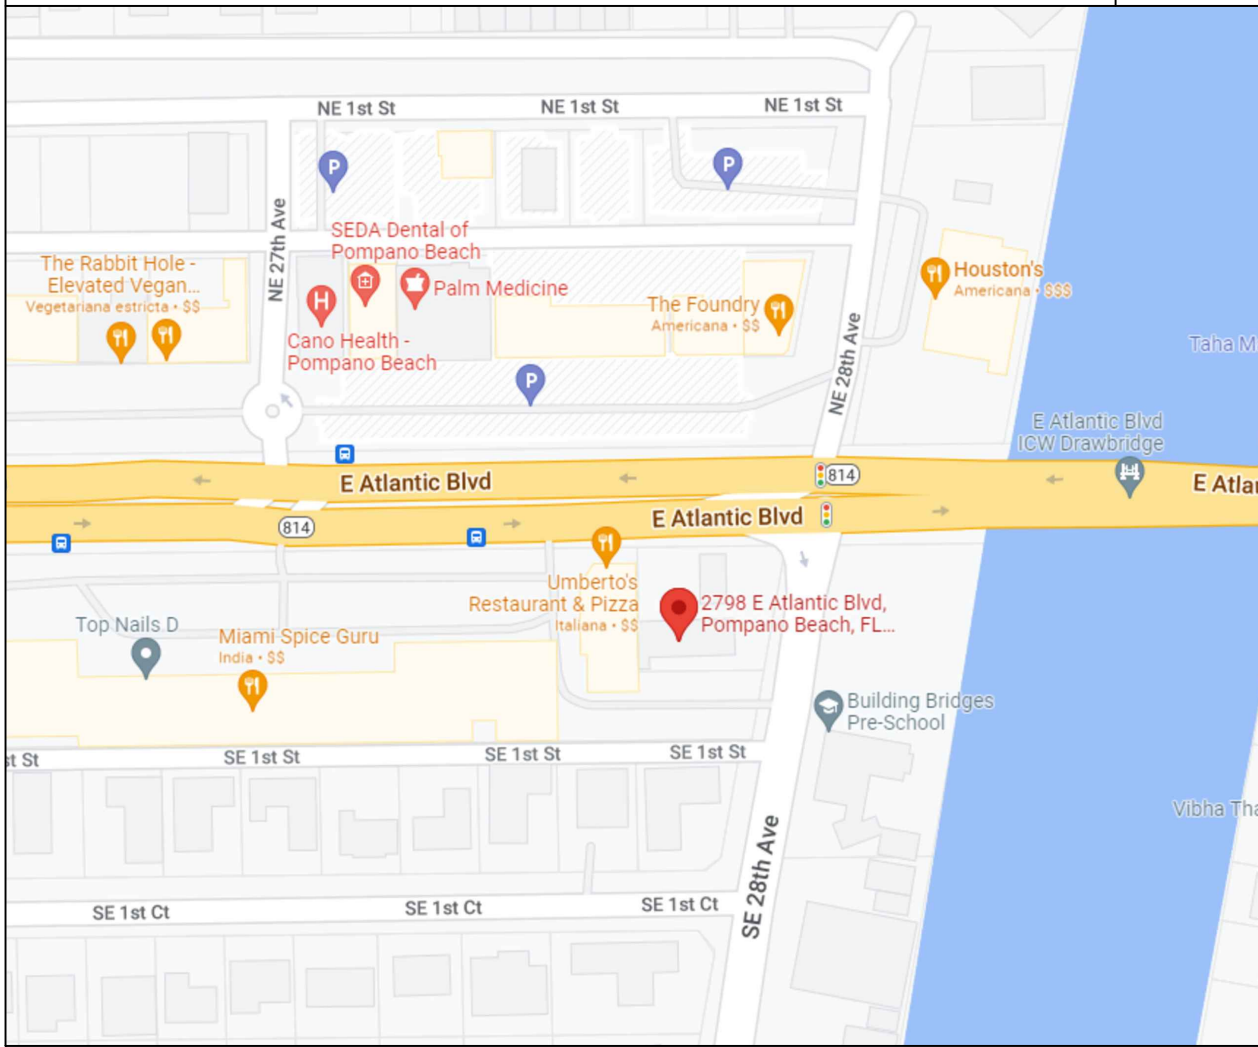 NE 1st St
NE 1st St
NE 1st St
P
P
NE 27th Ave
SEDA Dental of
Pompano Beach
The Rabbit Hole -
Elevated Vegan...
Vegetariana estricta • $$
Palm Medicine
H
Cano Health -
Pompano Beach
The Foundry
Americana • $$
Houston's
Americana • $$$
NE 28th Ave
Taha M
P
E Atlantic Blvd
ICW Drawbridge
E Atlantic Blvd
814
E Atlar
814
E Atlantic Blvd
Umberto's
Restaurant & Pizza
Italiana • $$
2798 E Atlantic Blvd,
Pompano Beach, FL...
Top Nails D
Miami Spice Guru
India • $$
Building Bridges
Pre-School
st St
SE 1st St
SE 1st St
SE 1st St
Vibha Tha
SE 28th Ave
SE 1st Ct
SE 1st Ct
SE 1st Ct